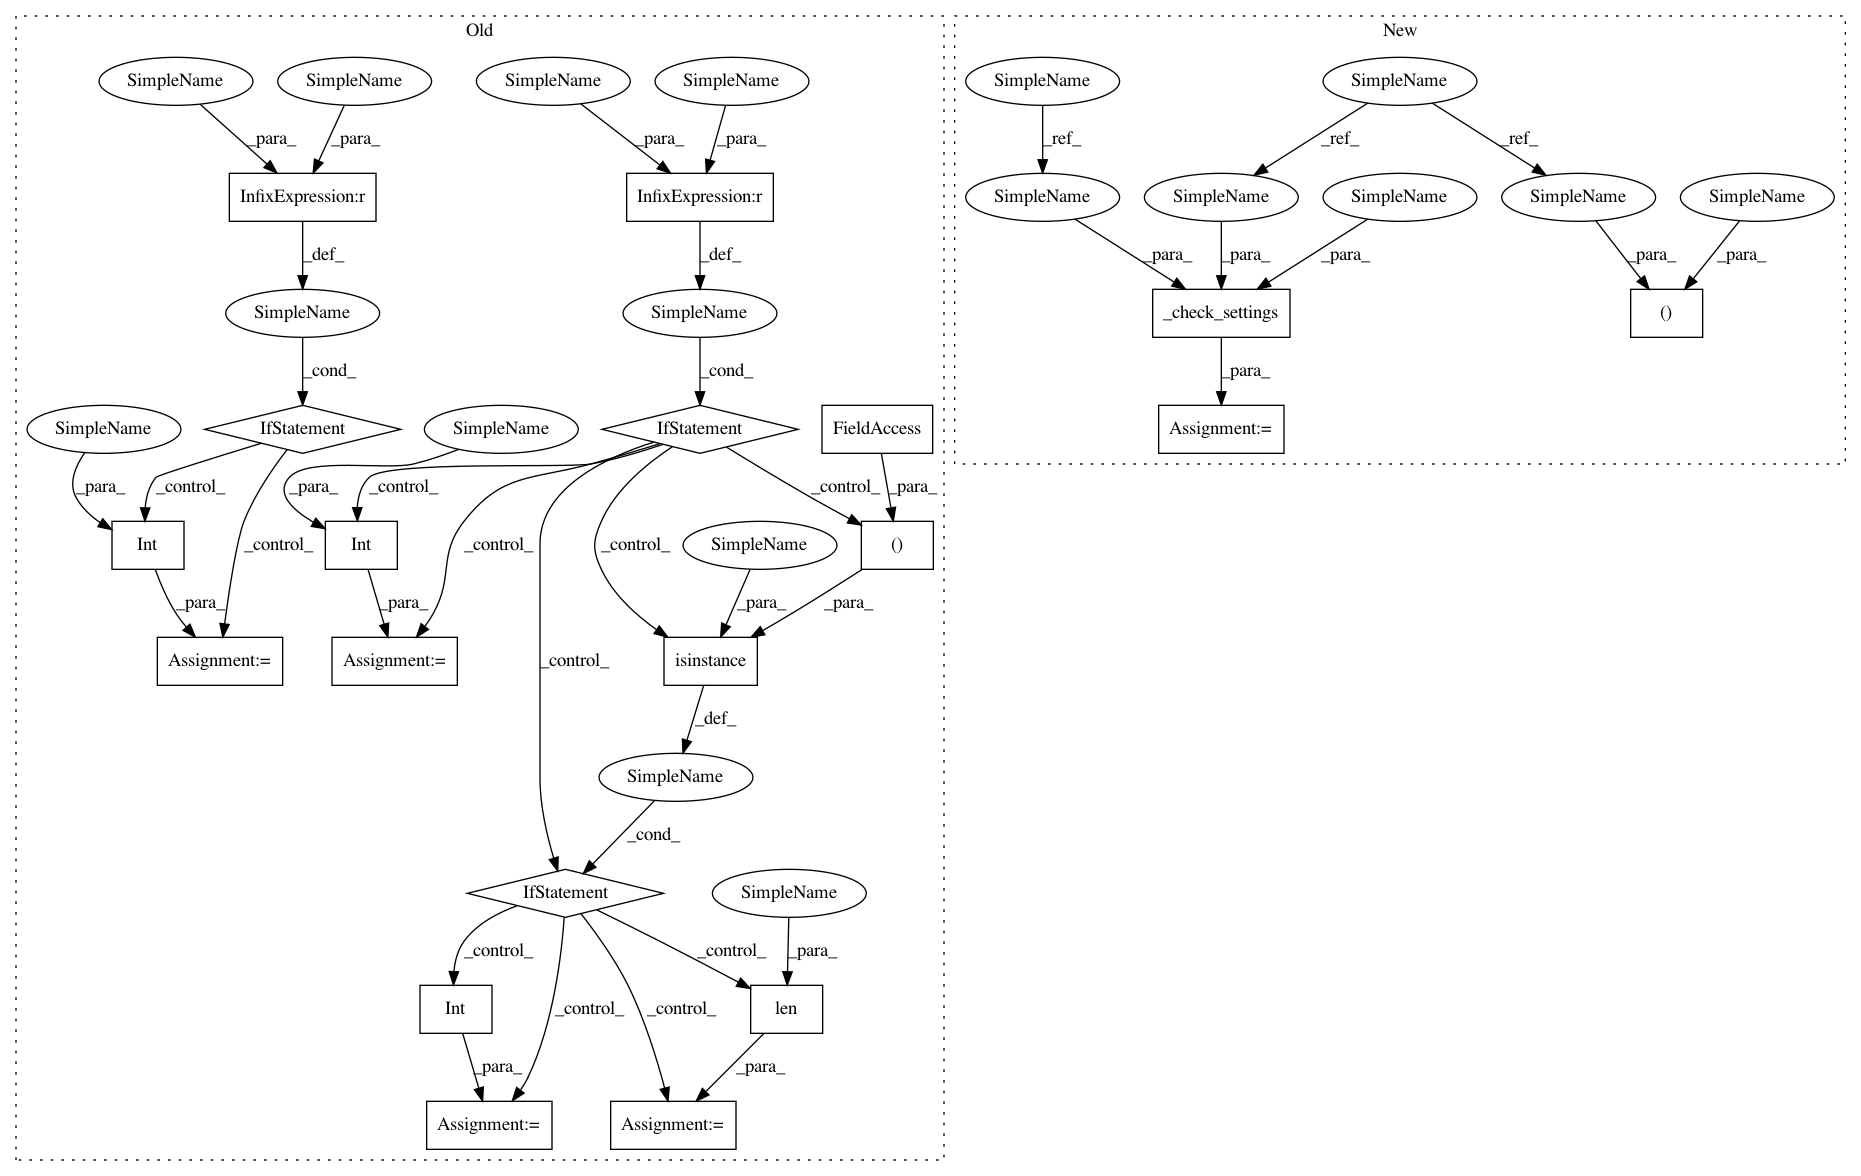 Old
New
SimpleName
SimpleName
SimpleName
SimpleName
SimpleName
SimpleName
_para_
_para_
_para_
_para_
_ref_
_ref_
_ref_
InfixExpression:r
InfixExpression:r
SimpleName
SimpleName
SimpleName
SimpleName
SimpleName
_def_
_def_
_para_
_para_
_para_
_para_
_para_
SimpleName
SimpleName
_check_settings
()
_cond_
_cond_
_para_
SimpleName
IfStatement
SimpleName
IfStatement
FieldAccess
Assignment:=
_para_
_control_
_para_
_control_
_control_
_para_
Int
_control_
Int
_control_
_control_
SimpleName
()
_para_
_para_
_para_
_para_
Assignment:=
Assignment:=
_control_
isinstance
_def_
SimpleName
_cond_
IfStatement
SimpleName
_control_
_control_
_para_
Int
_control_
_control_
len
_para_
_para_
Assignment:=
Assignment:=